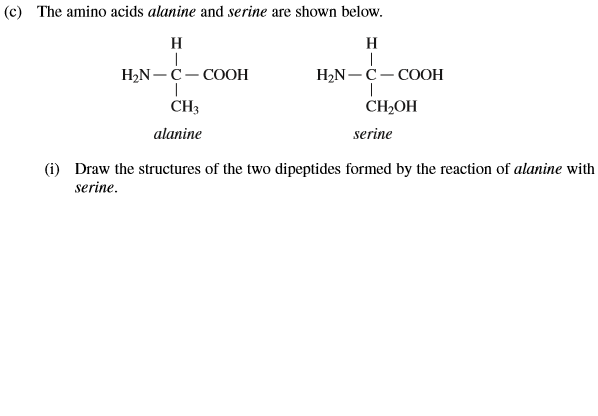 (c) The amino acids alanine and serine are shown below.
H H
H₂N — C — COOH H₂N — C — COOH
CH₃ CH₂OH
alanine serine
(i) Draw the structures of the two dipeptides formed by the reaction of alanine with
serine.